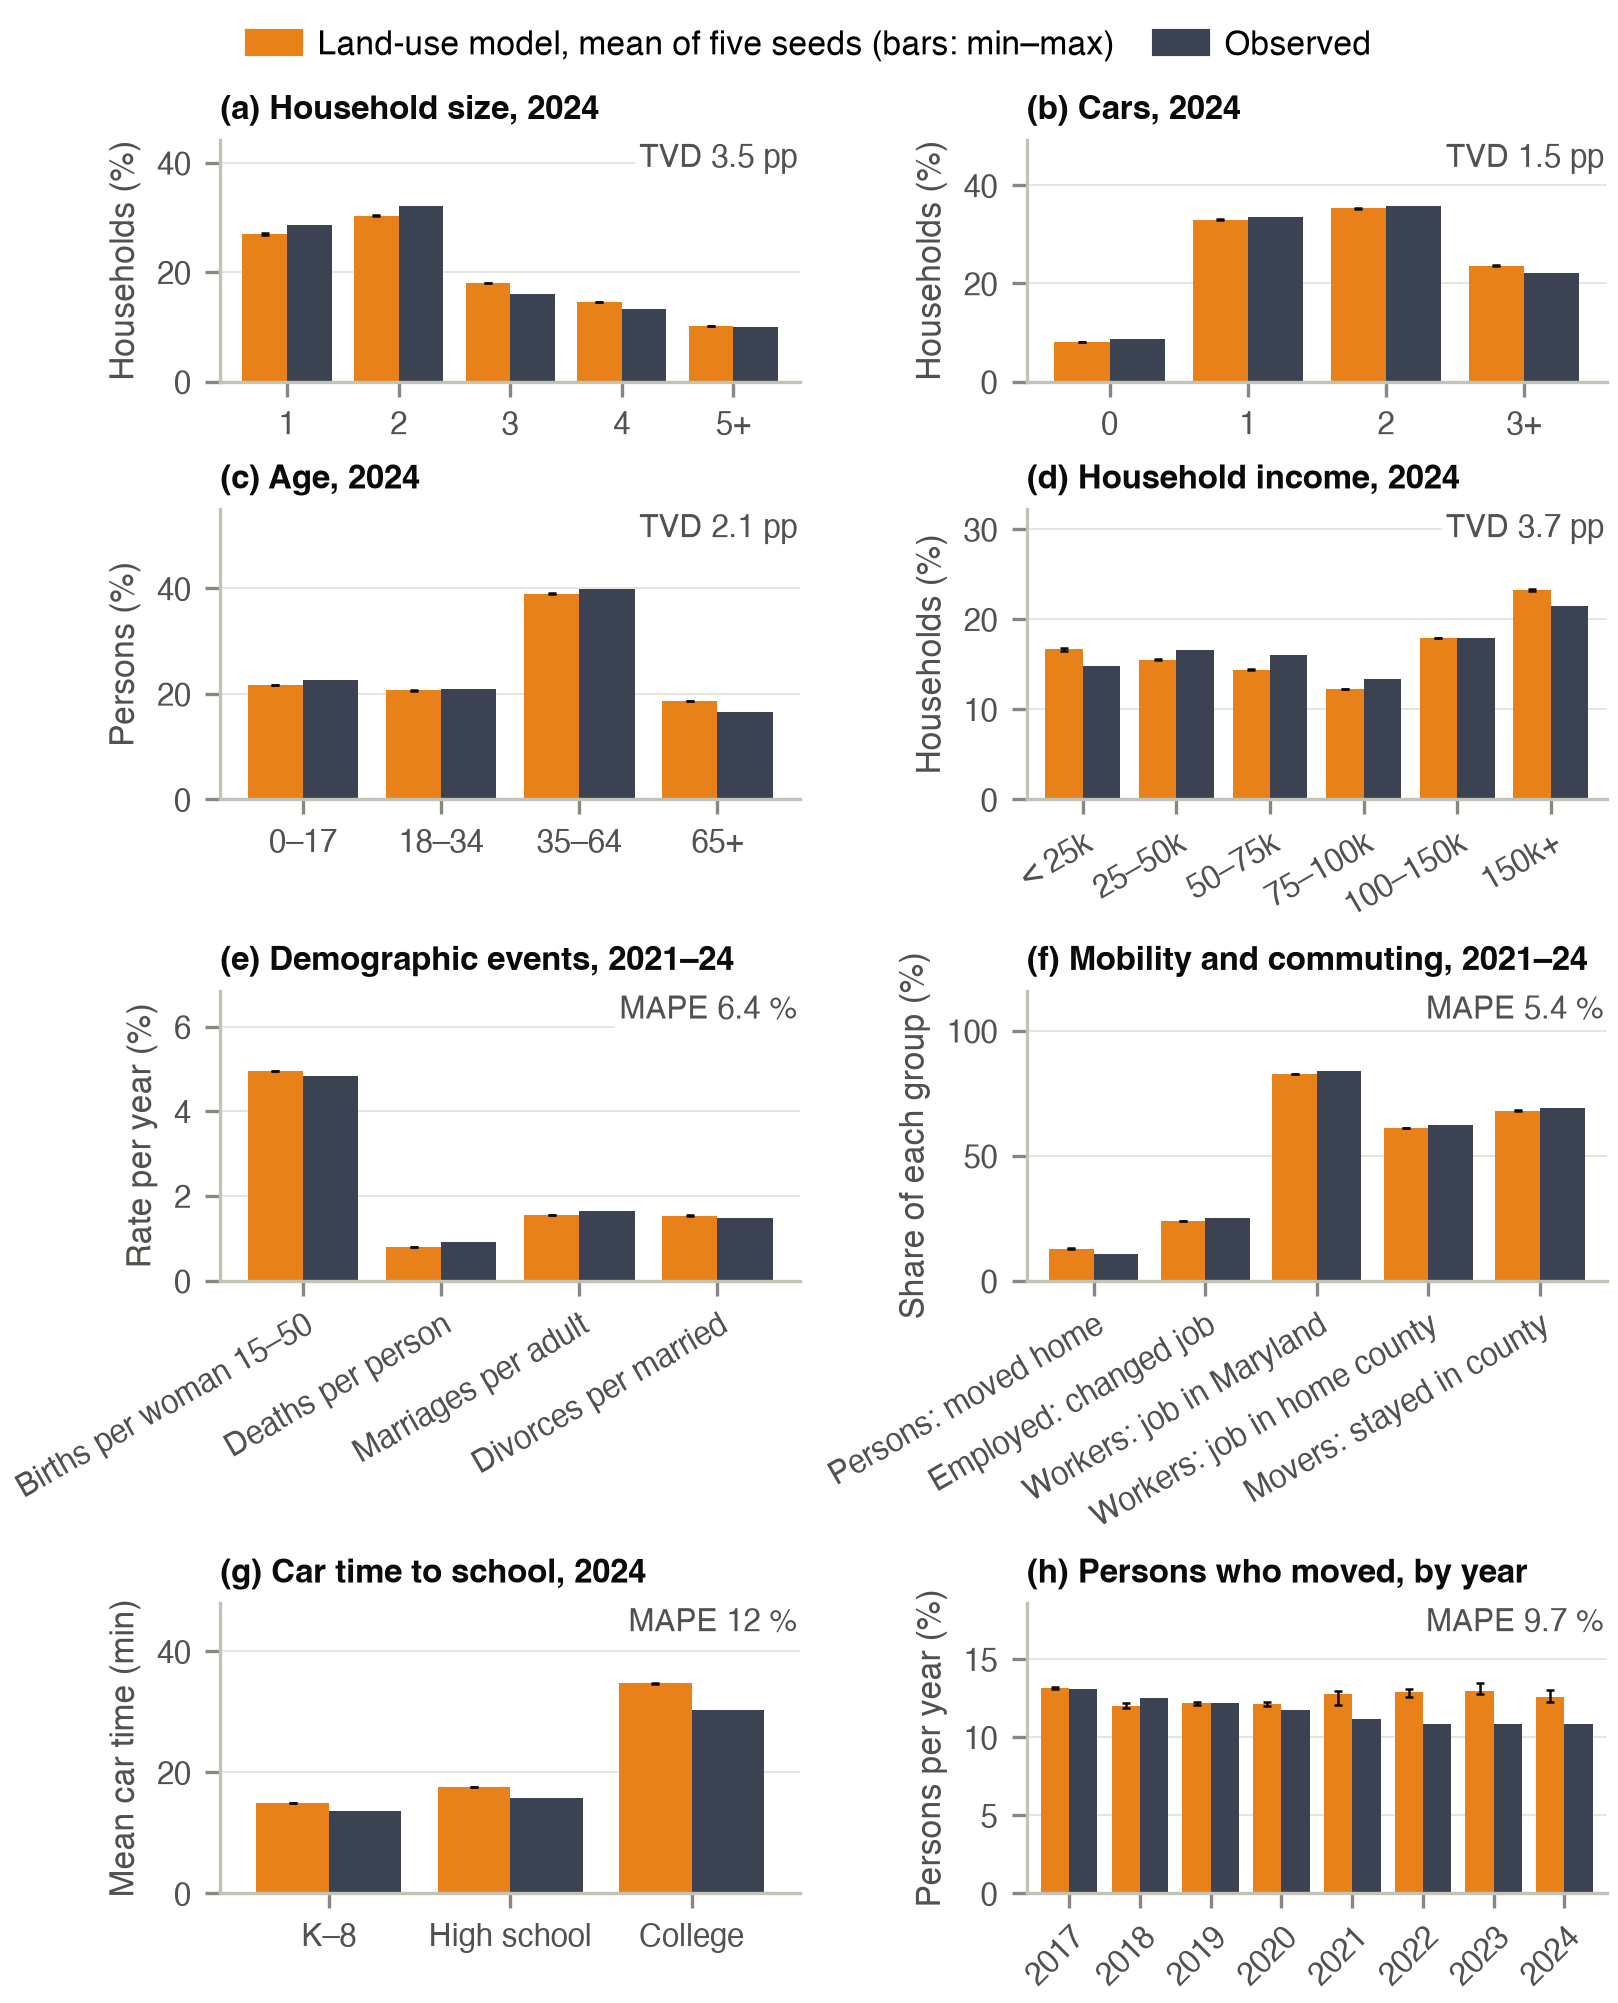 Land-use model, mean of five seeds (bars: min–max)
Observed
(a) Household size, 2024
TVD 3.5 pp
Households (%)
40
20
0
1
2
3
4
5+
(b) Cars, 2024
TVD 1.5 pp
Households (%)
40
20
0
0
1
2
3+
(c) Age, 2024
TVD 2.1 pp
Persons (%)
40
20
0
0–17
18–34
35–64
65+
(d) Household income, 2024
TVD 3.7 pp
Households (%)
30
20
10
0
< 25k
25–50k
50–75k
75–100k
100–150k
150k+
(e) Demographic events, 2021–24
MAPE 6.4 %
Rate per year (%)
6
4
2
0
Births per woman 15–50
Deaths per person
Marriages per adult
Divorces per married
(f) Mobility and commuting, 2021–24
MAPE 5.4 %
Share of each group (%)
100
50
0
Persons: moved home
Employed: changed job
Workers: job in Maryland
Workers: job in home county
Movers: stayed in county
(g) Car time to school, 2024
MAPE 12 %
Mean car time (min)
40
20
0
K–8
High school
College
(h) Persons who moved, by year
MAPE 9.7 %
Persons per year (%)
15
10
5
0
2017
2018
2019
2020
2021
2022
2023
2024